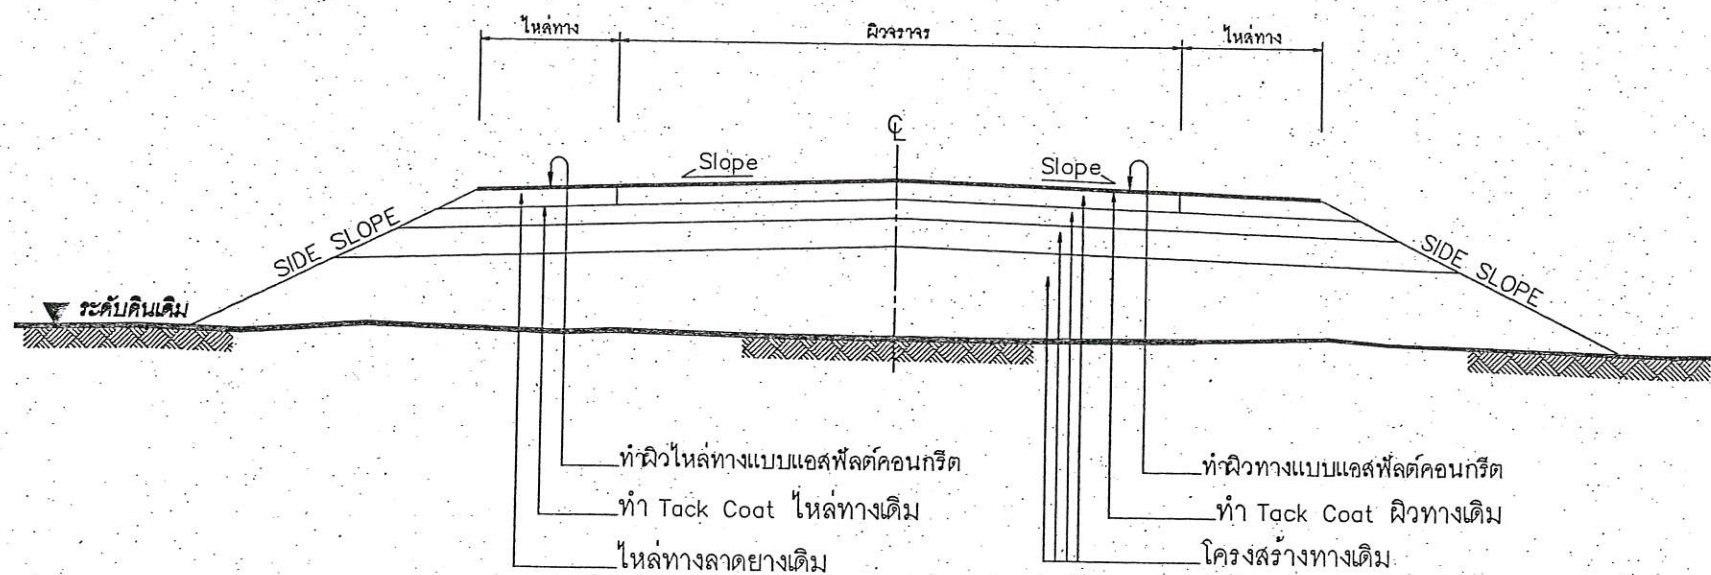 ไหล่ทาง ผิวจราจร ไหล่ทาง
℄
Slope Slope
SIDE SLOPE SIDE SLOPE
ระดับดินเดิม
ทำผิวไหล่ทางแบบแอสฟัลต์คอนกรีต
ทำ Tack Coat ไหล่ทางเดิม
ไหล่ทางลาดยางเดิม
ทำผิวทางแบบแอสฟัลต์คอนกรีต
ทำ Tack Coat ผิวทางเดิม
โครงสร้างทางเดิม